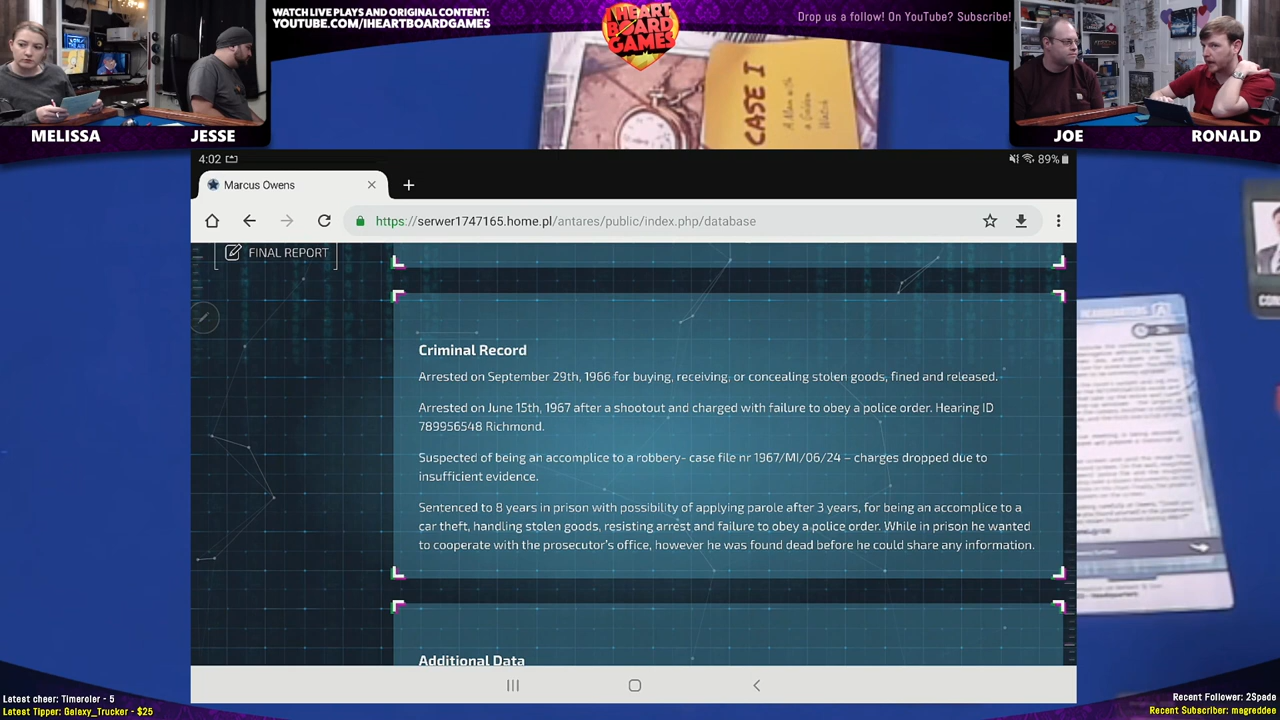 WATCH LIVE PLAYS AND ORIGINAL CONTENT:
YOUTUBE.COM/IHEARTBOARDGAMES
I HEART
BOARD
GAMES
Drop us a follow! On YouTube? Subscribe!
MELISSA
JESSE
CASE I
JOE
RONALD
4:02
89%
Marcus Owens
https://serwer1747165.home.pl/antares/public/index.php/database
FINAL REPORT
Criminal Record
Arrested on September 29th, 1966 for buying, receiving, or concealing stolen goods, fined and released.
Arrested on June 15th, 1967 after a shootout and charged with failure to obey a police order. Hearing ID
789956548 Richmond.
Suspected of being an accomplice to a robbery- case file nr 1967/MI/06/24 – charges dropped due to
insufficient evidence.
Sentenced to 8 years in prison with possibility of applying parole after 3 years, for being an accomplice to a
car theft, handling stolen goods, resisting arrest and failure to obey a police order. While in prison he wanted
to cooperate with the prosecutor's office, however he was found dead before he could share any information.
Additional Data
Latest cheer: Timeroler - 5
Latest Tipper: Galaxy_Trucker - $25
Recent Follower: 2Spade
Recent Subscriber: magreddee